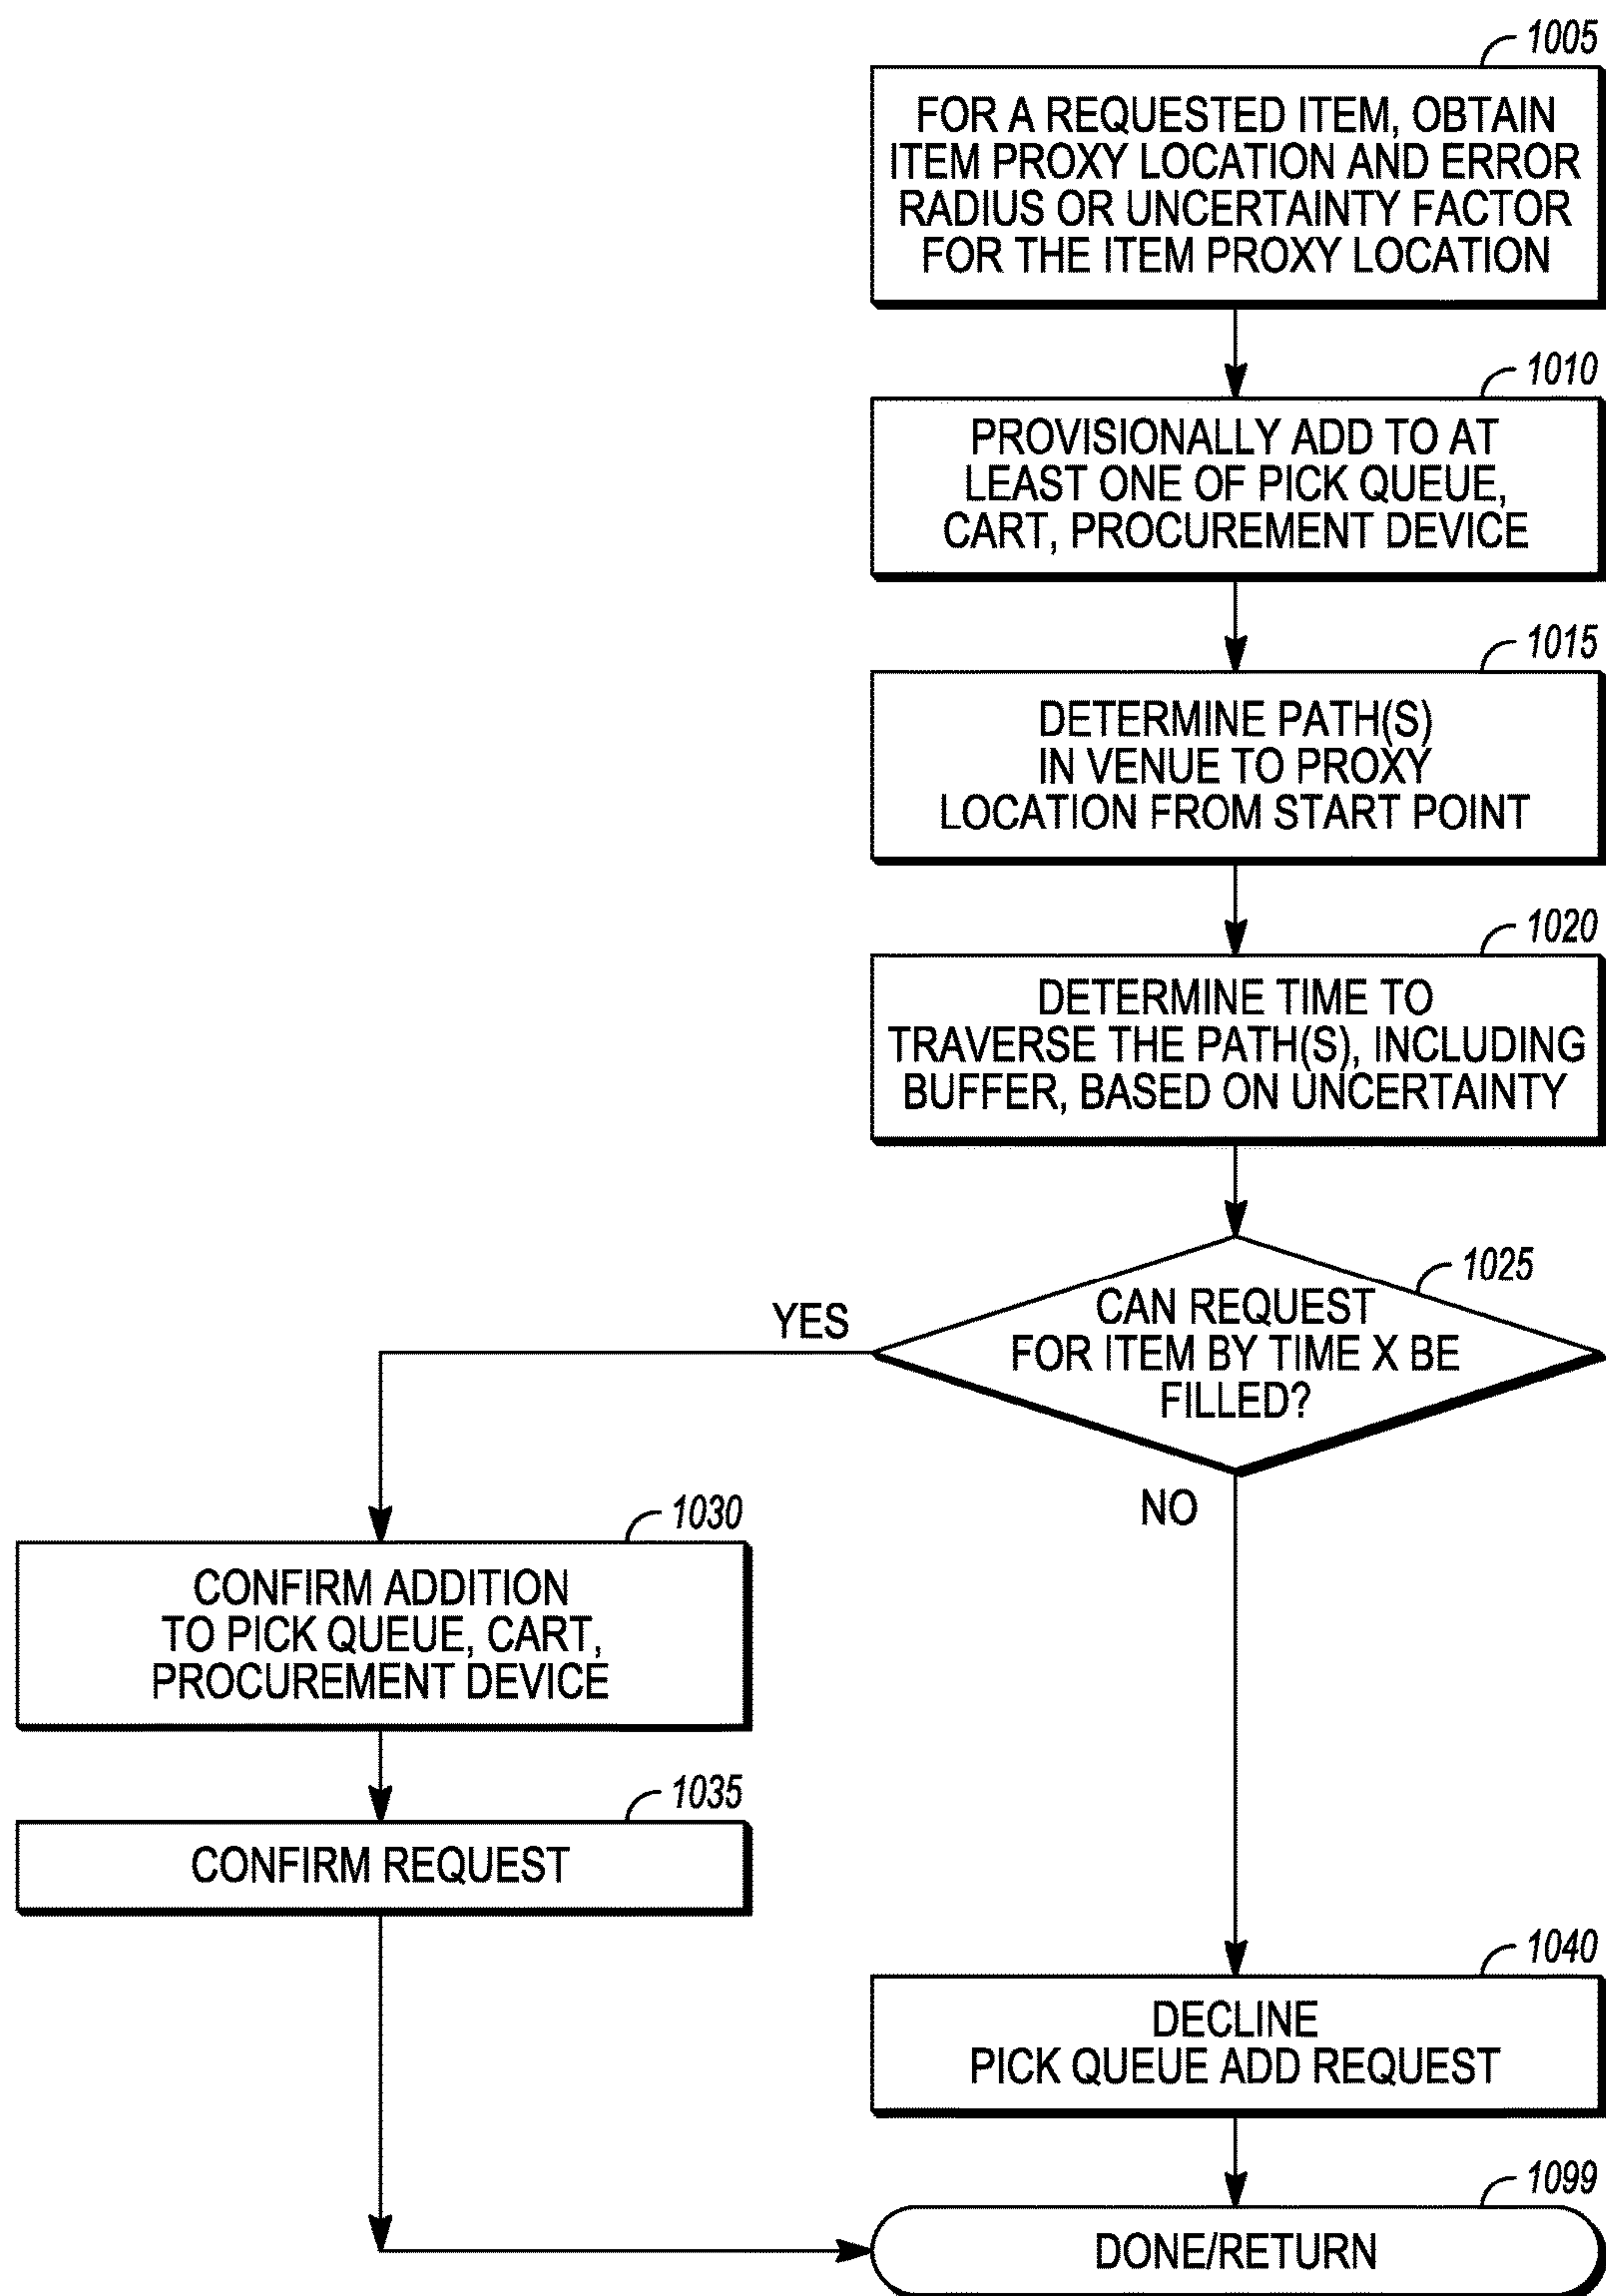 1005
FOR A REQUESTED ITEM, OBTAIN
ITEM PROXY LOCATION AND ERROR
RADIUS OR UNCERTAINTY FACTOR
FOR THE ITEM PROXY LOCATION
1010
PROVISIONALLY ADD TO AT
LEAST ONE OF PICK QUEUE,
CART, PROCUREMENT DEVICE
1015
DETERMINE PATH(S)
IN VENUE TO PROXY
LOCATION FROM START POINT
1020
DETERMINE TIME TO
TRAVERSE THE PATH(S), INCLUDING
BUFFER, BASED ON UNCERTAINTY
1025
CAN REQUEST
FOR ITEM BY TIME X BE
FILLED?
YES
NO
1030
CONFIRM ADDITION
TO PICK QUEUE, CART,
PROCUREMENT DEVICE
1035
CONFIRM REQUEST
1040
DECLINE
PICK QUEUE ADD REQUEST
1099
DONE/RETURN